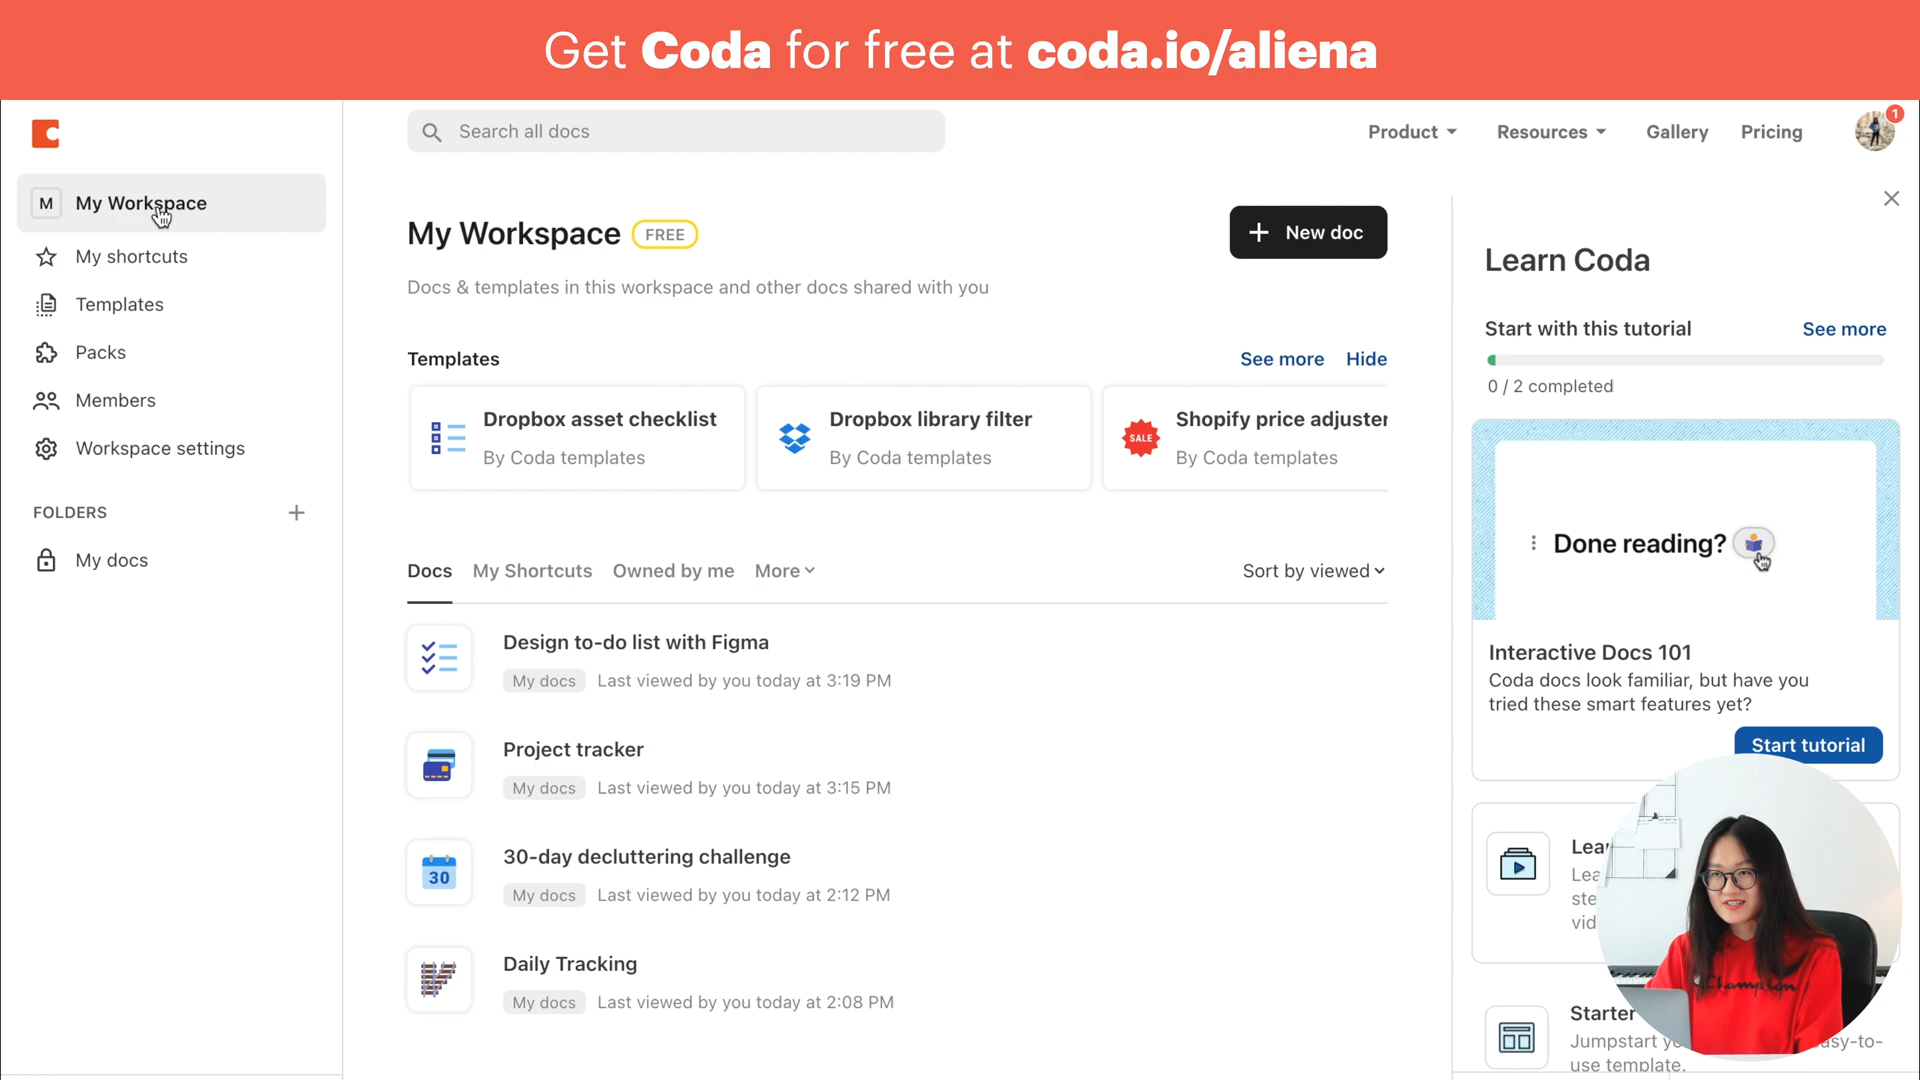 Get Coda for free at coda.io/aliena
Search all docs
Product
Resources
Gallery
Pricing
1
M
My Workspace
My shortcuts
Templates
Packs
Members
Workspace settings
FOLDERS
My docs
My Workspace
FREE
New doc
Docs & templates in this workspace and other docs shared with you
Templates
See more
Hide
Dropbox asset checklist
By Coda templates
Dropbox library filter
By Coda templates
SALE
Shopify price adjuster
By Coda templates
Docs
My Shortcuts
Owned by me
More
Sort by viewed
Design to-do list with Figma
My docs
Last viewed by you today at 3:19 PM
Project tracker
My docs
Last viewed by you today at 3:15 PM
30
30-day decluttering challenge
My docs
Last viewed by you today at 2:12 PM
Daily Tracking
My docs
Last viewed by you today at 2:08 PM
Learn Coda
Start with this tutorial
See more
0 / 2 completed
Done reading?
Interactive Docs 101
Coda docs look familiar, but have you
tried these smart features yet?
Start tutorial
Starter
Jumpstart
use template.
Champion